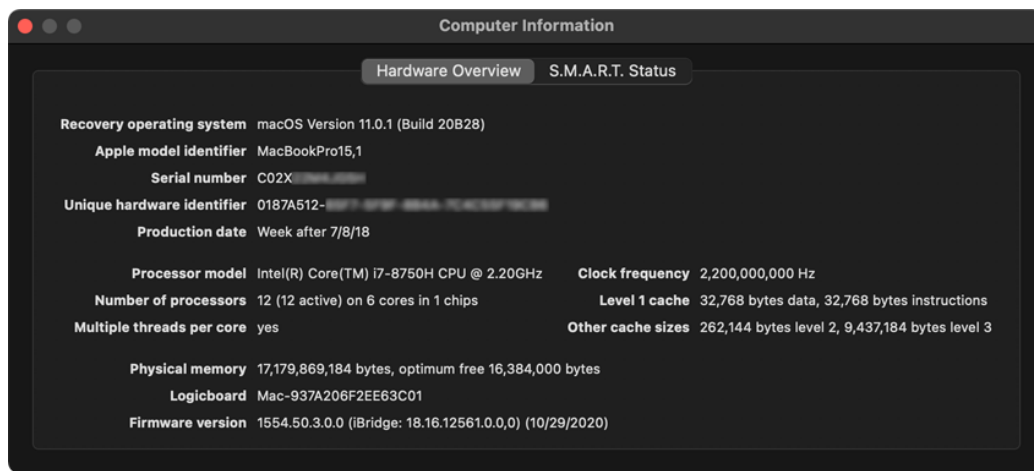 Computer Information
Hardware Overview S.M.A.R.T. Status
Recovery operating system macOS Version 11.0.1 (Build 20B28)
Apple model identifier MacBookPro15,1
Serial number C02X
Unique hardware identifier 0187A512-
Production date Week after 7/8/18
Processor model Intel(R) Core(TM) i7-8750H CPU @ 2.20GHz Clock frequency 2,200,000,000 Hz
Number of processors 12 (12 active) on 6 cores in 1 chips Level 1 cache 32,768 bytes data, 32,768 bytes instructions
Multiple threads per core yes Other cache sizes 262,144 bytes level 2, 9,437,184 bytes level 3
Physical memory 17,179,869,184 bytes, optimum free 16,384,000 bytes
Logicboard Mac-937A206F2EE63C01
Firmware version 1554.50.3.0.0 (iBridge: 18.16.12561.0.0,0) (10/29/2020)